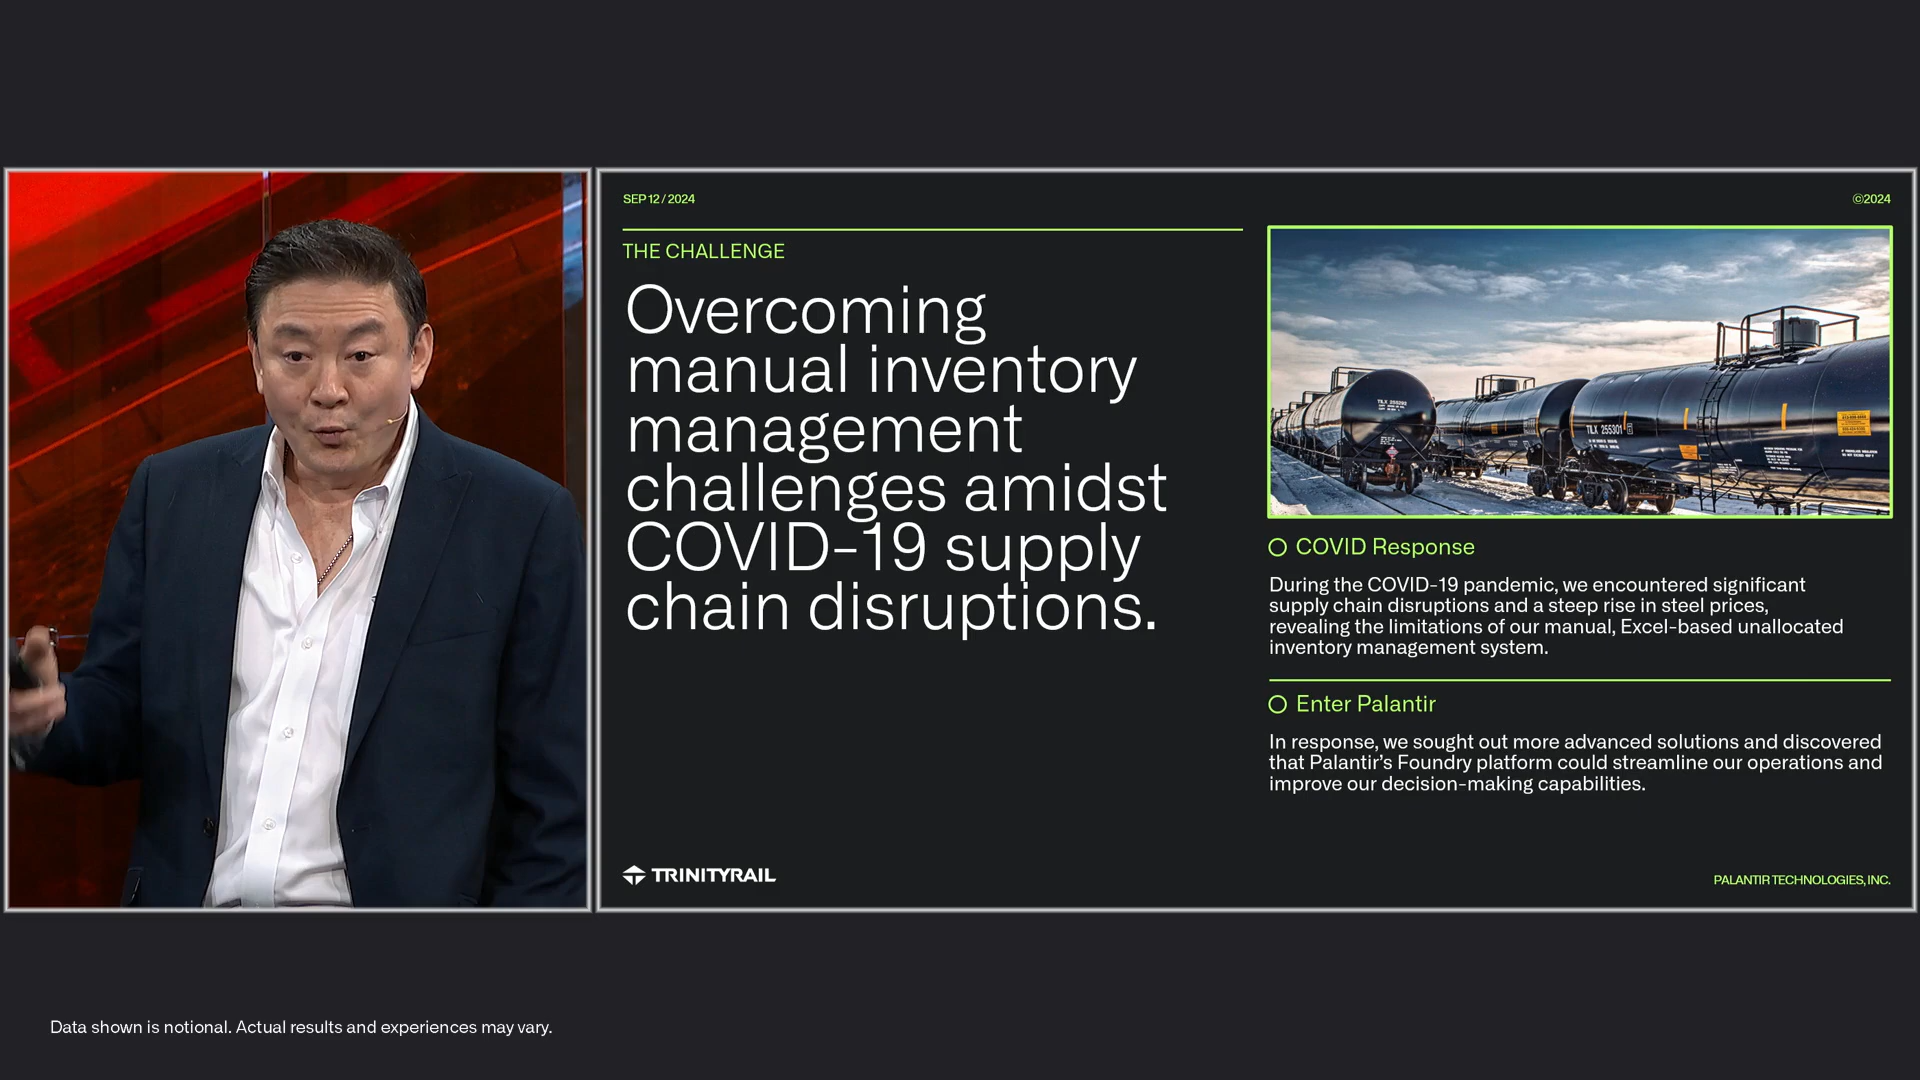 SEP 12 / 2024
©2024
THE CHALLENGE
Overcoming
manual inventory
management
challenges amidst
COVID-19 supply
chain disruptions.
TILX 255292
TILX 255301
COVID Response
During the COVID-19 pandemic, we encountered significant
supply chain disruptions and a steep rise in steel prices,
revealing the limitations of our manual, Excel-based unallocated
inventory management system.
Enter Palantir
In response, we sought out more advanced solutions and discovered
that Palantir's Foundry platform could streamline our operations and
improve our decision-making capabilities.
TRINITYRAIL
PALANTIR TECHNOLOGIES, INC.
Data shown is notional. Actual results and experiences may vary.